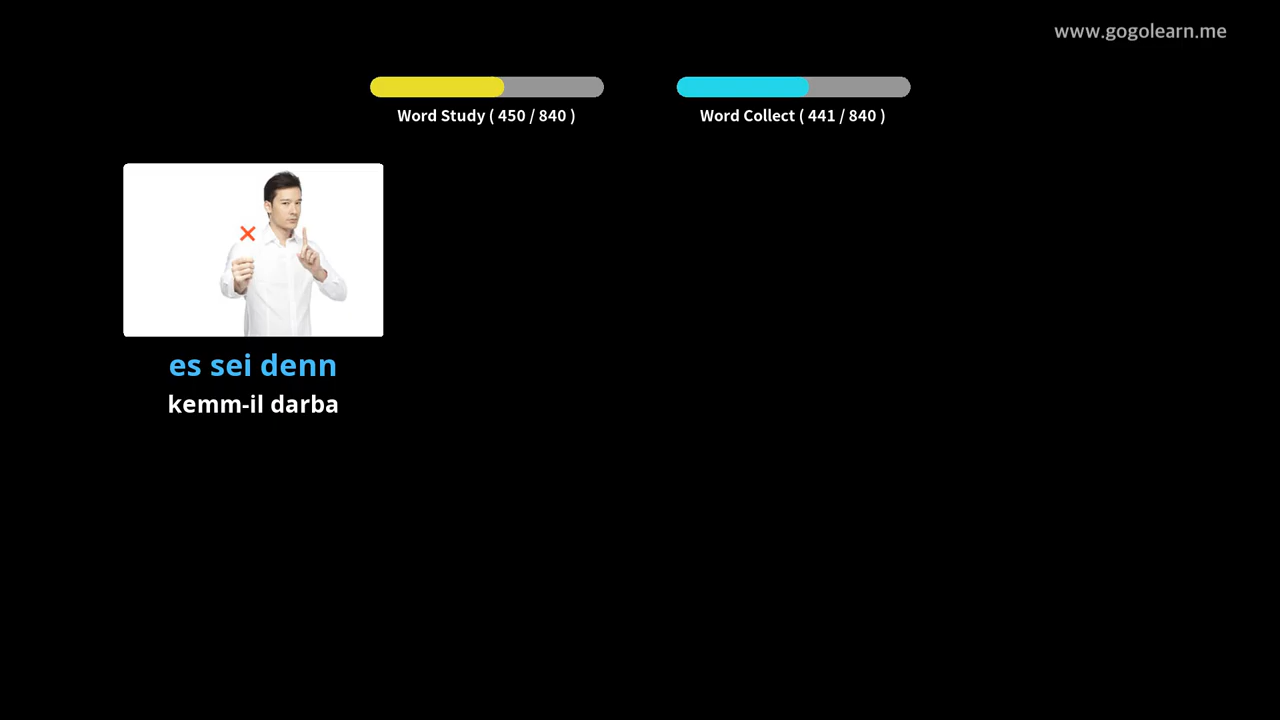 www.gogolearn.me
Word Study ( 450 / 840 )
Word Collect ( 441 / 840 )
es sei denn
kemm-il darba